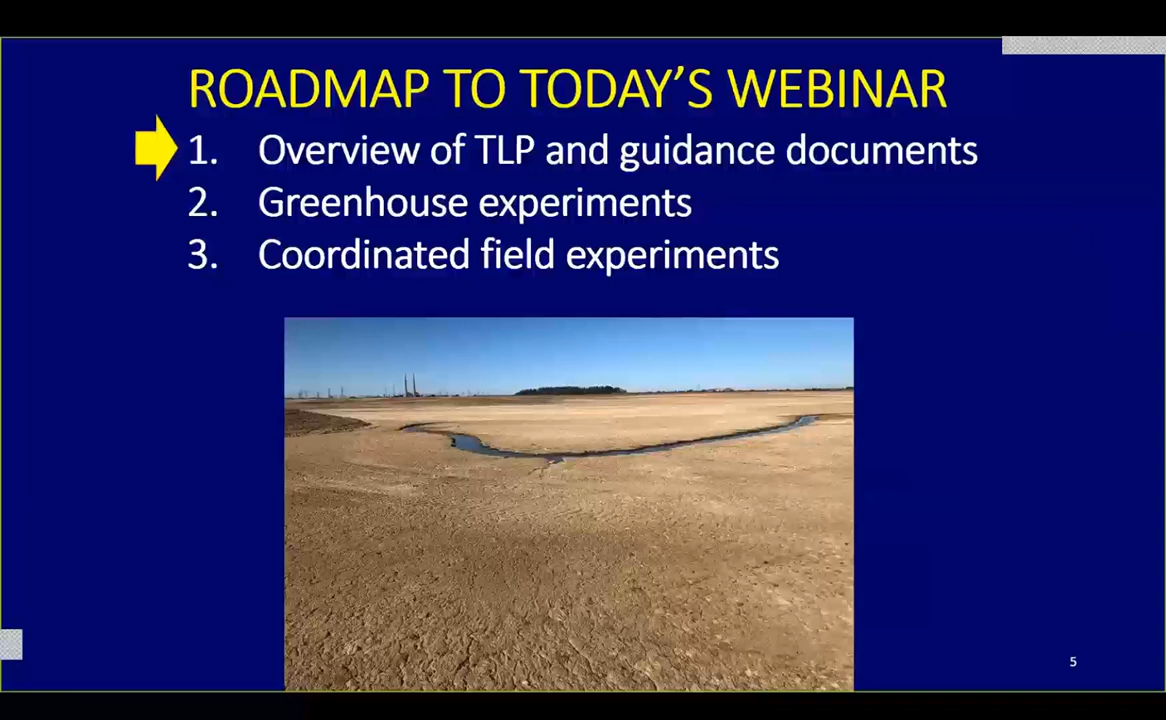 ROADMAP TO TODAY’S WEBINAR
1. Overview of TLP and guidance documents
2. Greenhouse experiments
3. Coordinated field experiments
5